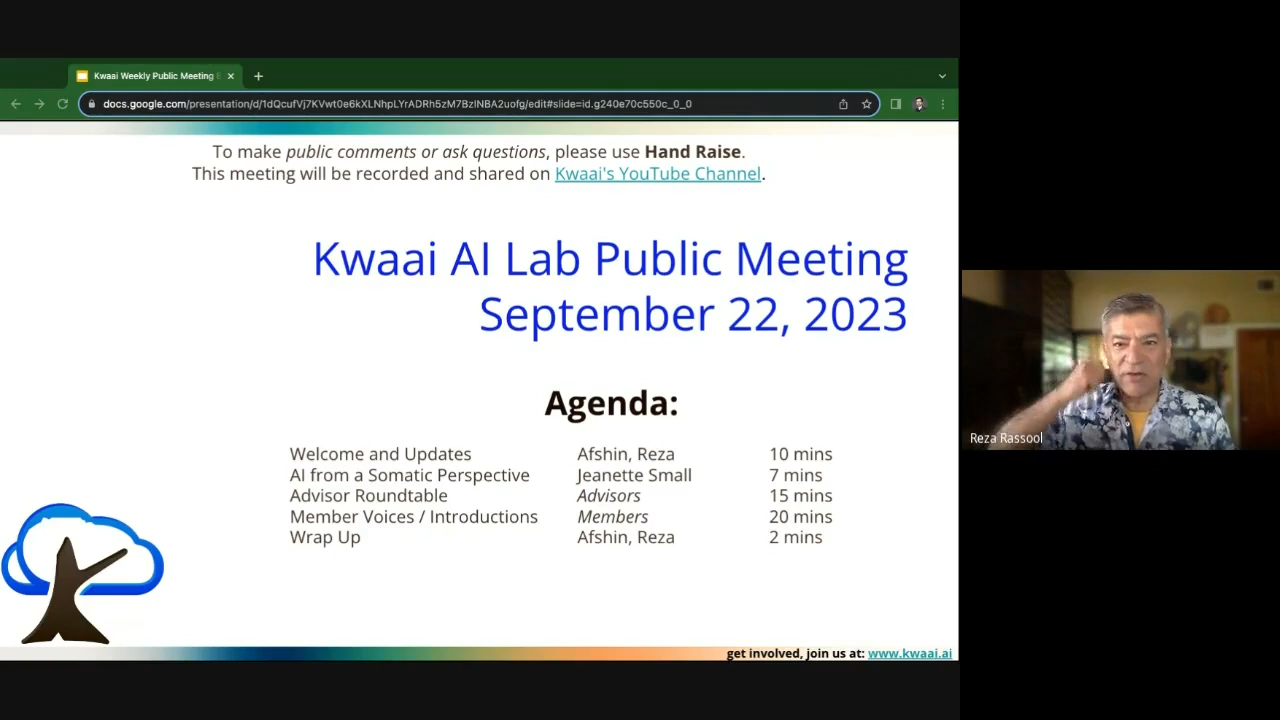 Kwaai Weekly Public Meeting
docs.google.com/presentation/d/1dQcufVj7KVwt0e6kXLNhpLYrADRh5zM7BzINBA2uofg/edit#slide=id.g240e70c550c_0_0
To make public comments or ask questions, please use Hand Raise.
This meeting will be recorded and shared on Kwaai's YouTube Channel.
Kwaai AI Lab Public Meeting
September 22, 2023
Agenda:
Welcome and Updates Afshin, Reza 10 mins
AI from a Somatic Perspective Jeanette Small 7 mins
Advisor Roundtable Advisors 15 mins
Member Voices / Introductions Members 20 mins
Wrap Up Afshin, Reza 2 mins
Reza Rassool
get involved, join us at: www.kwaai.ai